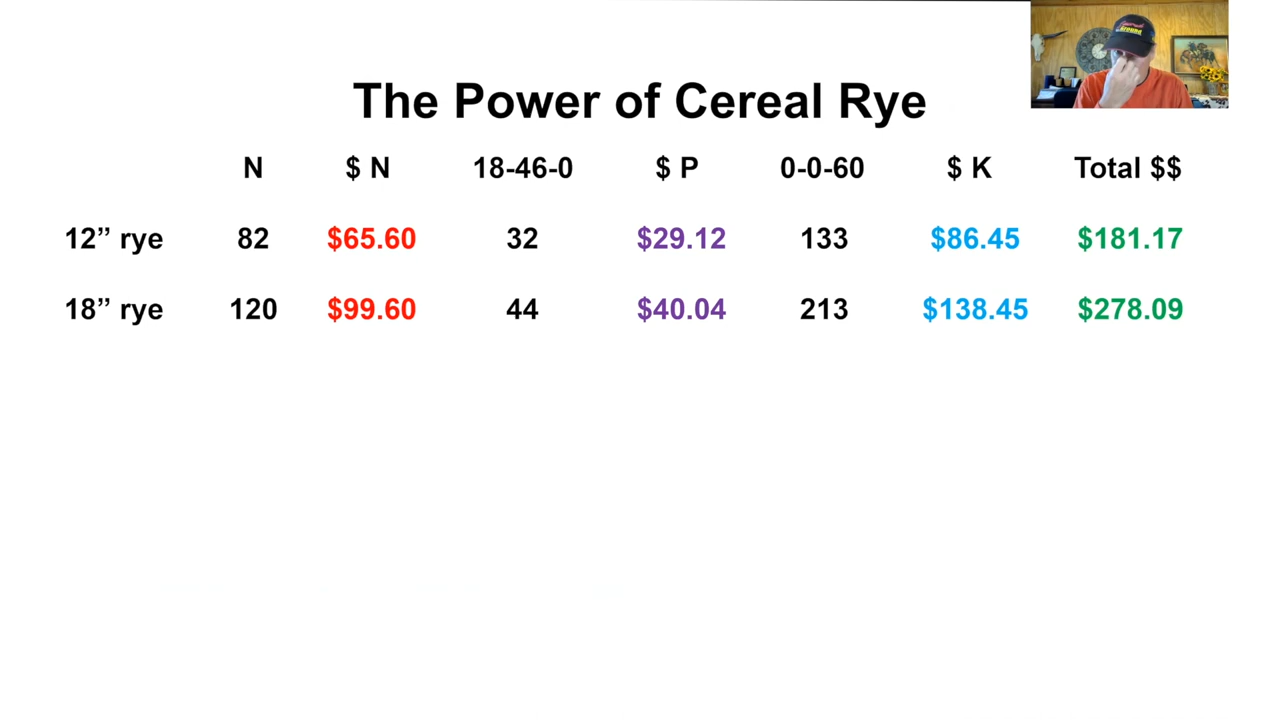 The Power of Cereal Rye
N $ N 18-46-0 $ P 0-0-60 $ K Total $$
12” rye 82 $65.60 32 $29.12 133 $86.45 $181.17
18” rye 120 $99.60 44 $40.04 213 $138.45 $278.09
Ground